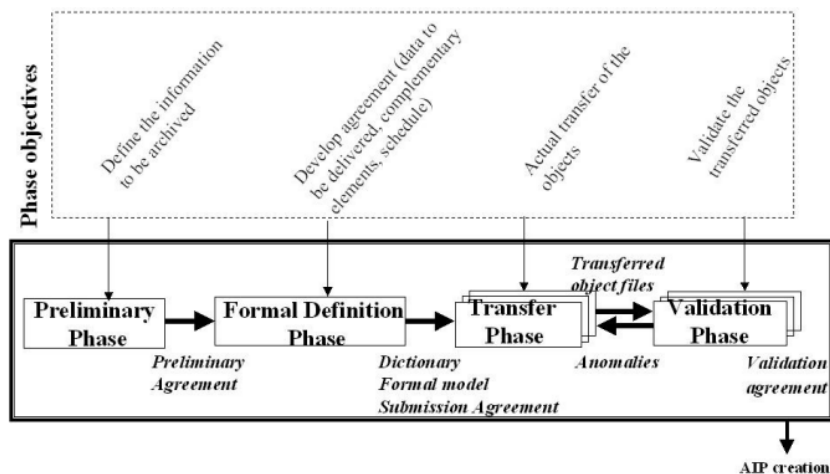 Phase objectives
Define the information
to be archived
Develop agreement (data to
be delivered, complementary
elements, schedule)
Actual transfer of the
objects
Validate the
transferred objects
Preliminary
Phase
Formal Definition
Phase
Transfer
Phase
Transferred
object files
Validation
Phase
Preliminary
Agreement
Dictionary
Formal model
Submission Agreement
Anomalies
Validation
agreement
AIP creation